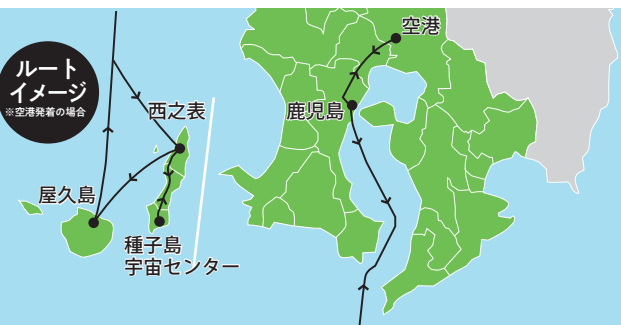 ルート
イメージ
※空港発着の場合
空港
西之表
鹿児島
屋久島
種子島
宇宙センター